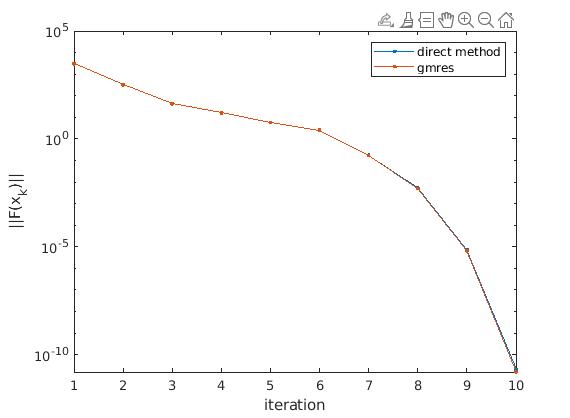 10^5
direct method
gmres
10^0
||F(x_k)||
10^-5
10^-10
1 2 3 4 5 6 7 8 9 10
iteration